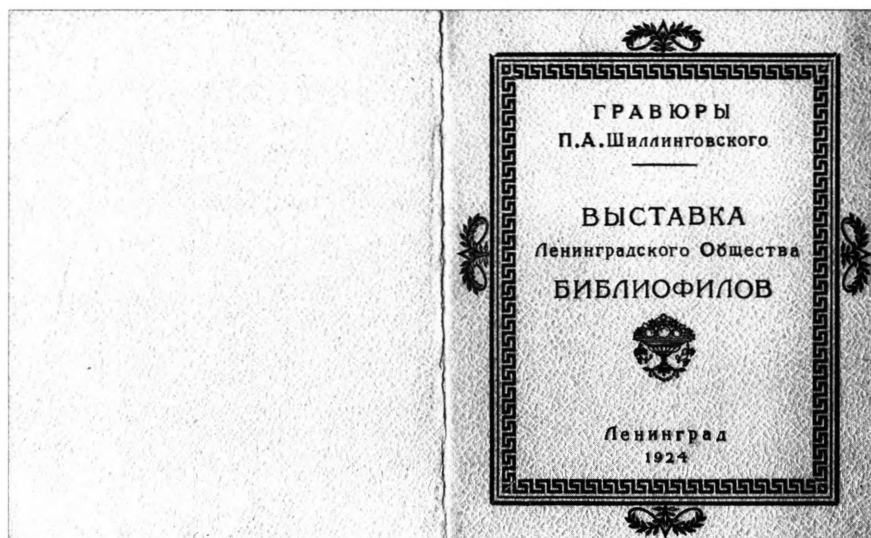 ГРАВЮРЫ
П.А.Шиллинговского
ВЫСТАВКА
Ленинградского Общества
БИБЛИОФИЛОВ
Ленинград
1924